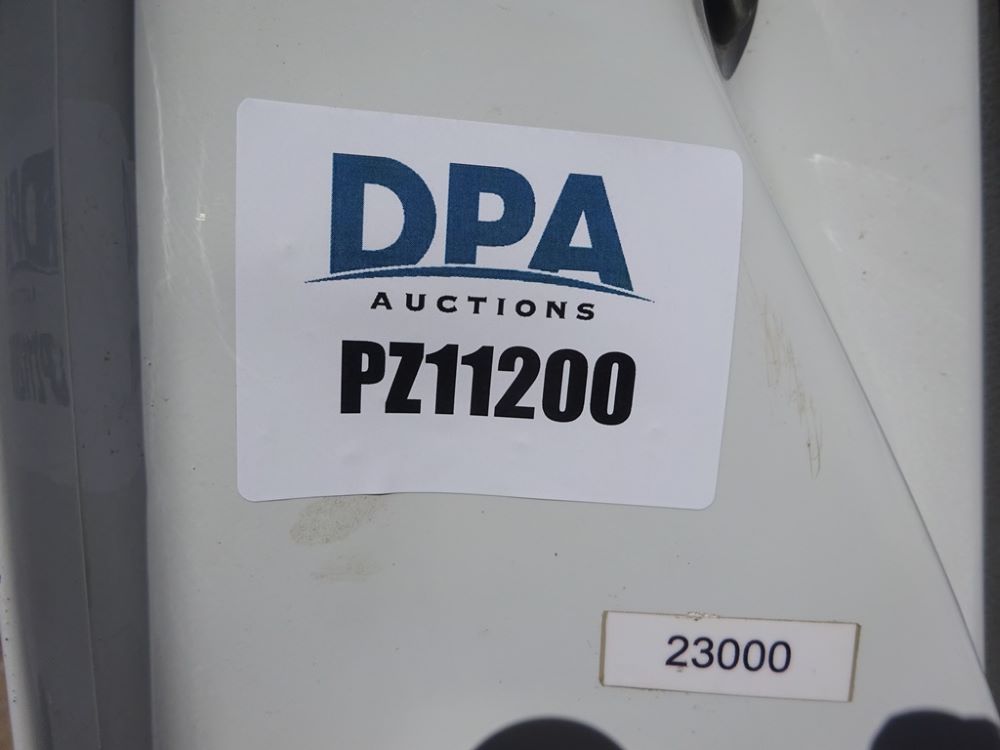 DPA
AUCTIONS
PZ11200
23000